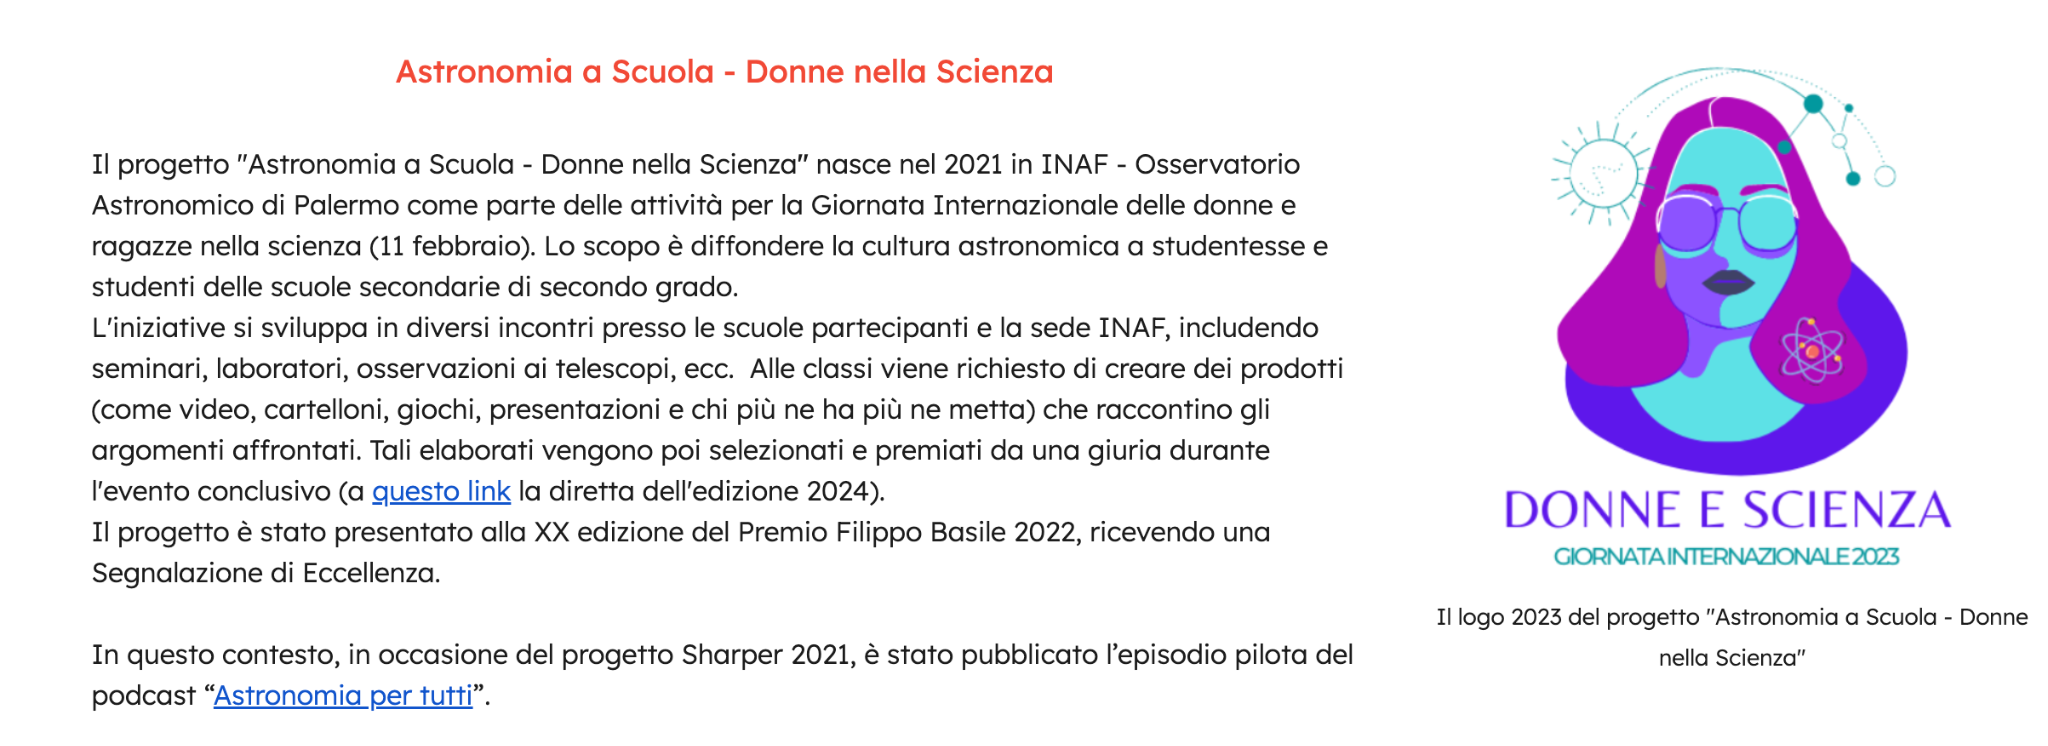 Astronomia a Scuola - Donne nella Scienza
Il progetto "Astronomia a Scuola - Donne nella Scienza" nasce nel 2021 in INAF - Osservatorio
Astronomico di Palermo come parte delle attività per la Giornata Internazionale delle donne e
ragazze nella scienza (11 febbraio). Lo scopo è diffondere la cultura astronomica a studentesse e
studenti delle scuole secondarie di secondo grado.
L'iniziative si sviluppa in diversi incontri presso le scuole partecipanti e la sede INAF, includendo
seminari, laboratori, osservazioni ai telescopi, ecc.  Alle classi viene richiesto di creare dei prodotti
(come video, cartelloni, giochi, presentazioni e chi più ne ha più ne metta) che raccontino gli
argomenti affrontati. Tali elaborati vengono poi selezionati e premiati da una giuria durante
l'evento conclusivo (a questo link la diretta dell'edizione 2024).
Il progetto è stato presentato alla XX edizione del Premio Filippo Basile 2022, ricevendo una
Segnalazione di Eccellenza.
In questo contesto, in occasione del progetto Sharper 2021, è stato pubblicato l’episodio pilota del
podcast “Astronomia per tutti”.
DONNE E SCIENZA
GIORNATA INTERNAZIONALE 2023
Il logo 2023 del progetto "Astronomia a Scuola - Donne
nella Scienza"